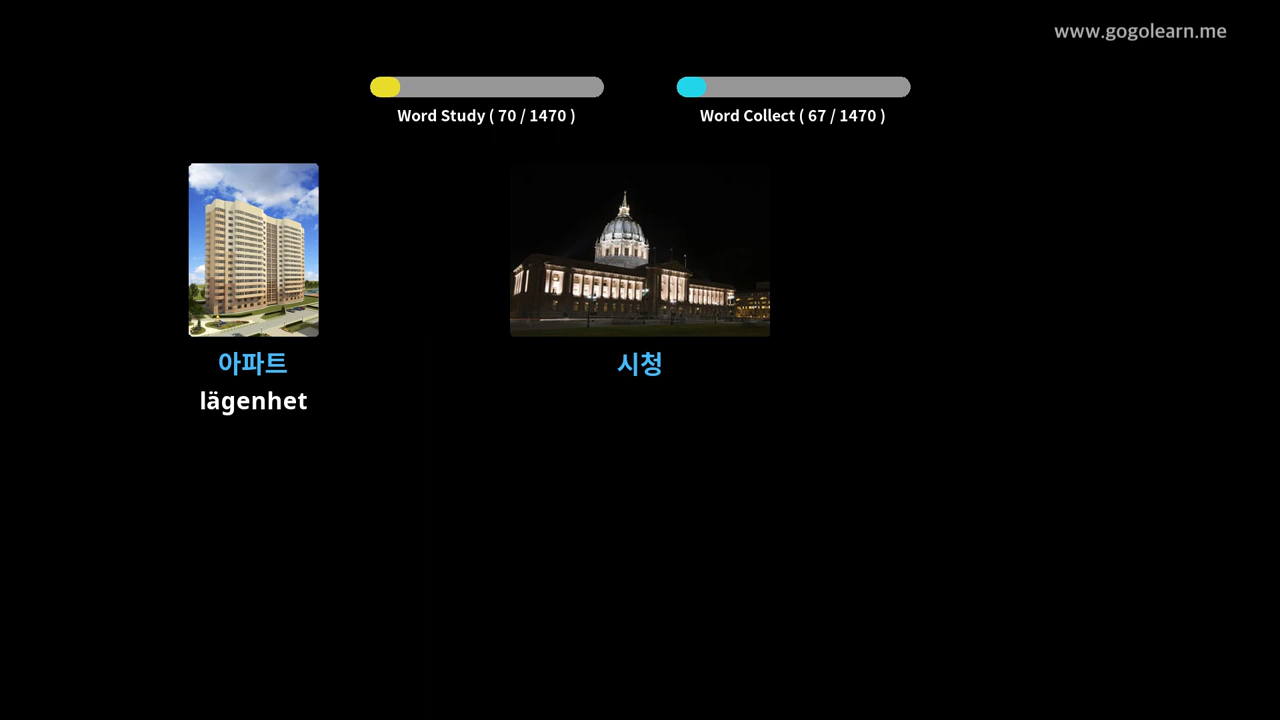 www.gogolearn.me
Word Study ( 70 / 1470 )
Word Collect ( 67 / 1470 )
아파트
lägenhet
시청